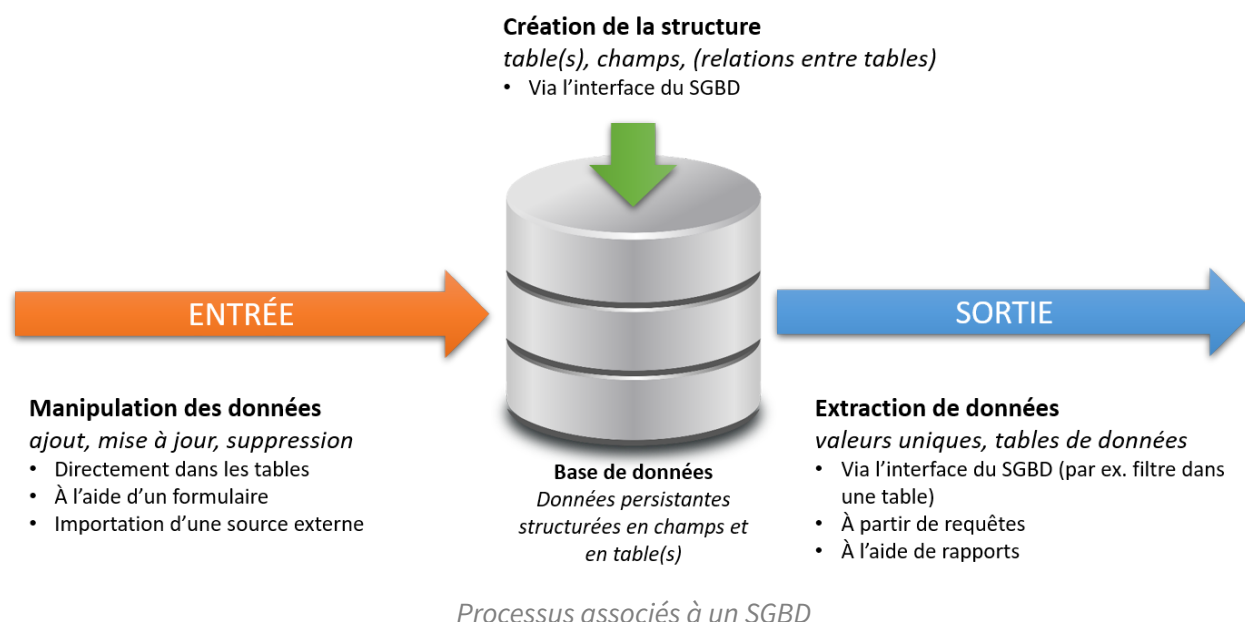 Création de la structure
table(s), champs, (relations entre tables)
• Via l’interface du SGBD
ENTRÉE
SORTIE
Manipulation des données
ajout, mise à jour, suppression
• Directement dans les tables
• À l’aide d’un formulaire
• Importation d’une source externe
Base de données
Données persistantes
structurées en champs et
en table(s)
Extraction de données
valeurs uniques, tables de données
• Via l’interface du SGBD (par ex. filtre dans
une table)
• À partir de requêtes
• À l’aide de rapports
Processus associés à un SGBD